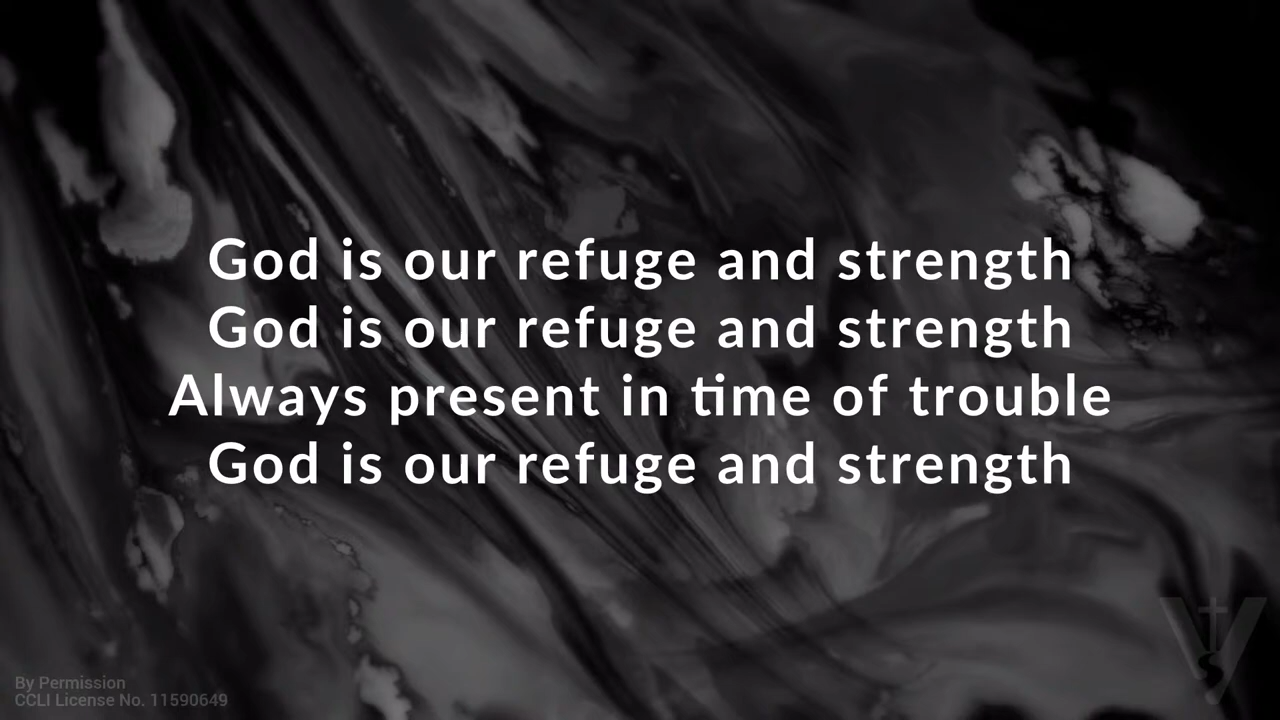 God is our refuge and strength
God is our refuge and strength
Always present in time of trouble
God is our refuge and strength
By Permission
CCLI License No. 11590649